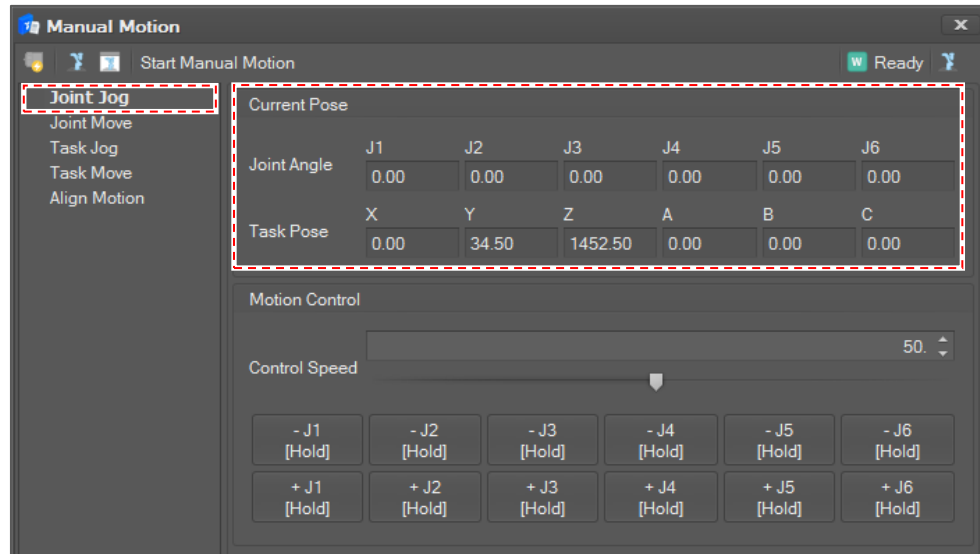 Manual Motion
Start Manual Motion
W Ready
Joint Jog
Joint Move
Task Jog
Task Move
Align Motion
Current Pose
J1 J2 J3 J4 J5 J6
Joint Angle 0.00 0.00 0.00 0.00 0.00 0.00
X Y Z A B C
Task Pose 0.00 34.50 1452.50 0.00 0.00 0.00
Motion Control
Control Speed 50.
- J1 - J2 - J3 - J4 - J5 - J6
[Hold] [Hold] [Hold] [Hold] [Hold] [Hold]
+ J1 + J2 + J3 + J4 + J5 + J6
[Hold] [Hold] [Hold] [Hold] [Hold] [Hold]